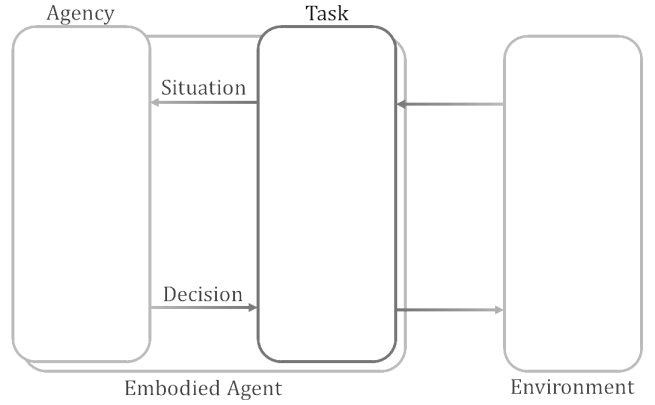 Agency
Task
Situation
Decision
Embodied Agent
Environment